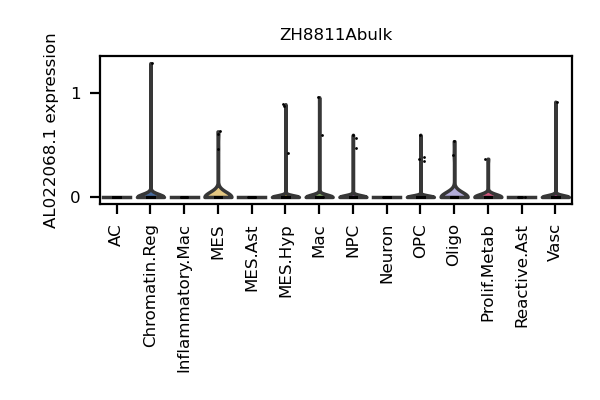 ZH8811Abulk
AL022068.1 expression
1
0
AC
Chromatin.Reg
Inflammatory.Mac
MES
MES.Ast
MES.Hyp
Mac
NPC
Neuron
OPC
Oligo
Prolif.Metab
Reactive.Ast
Vasc